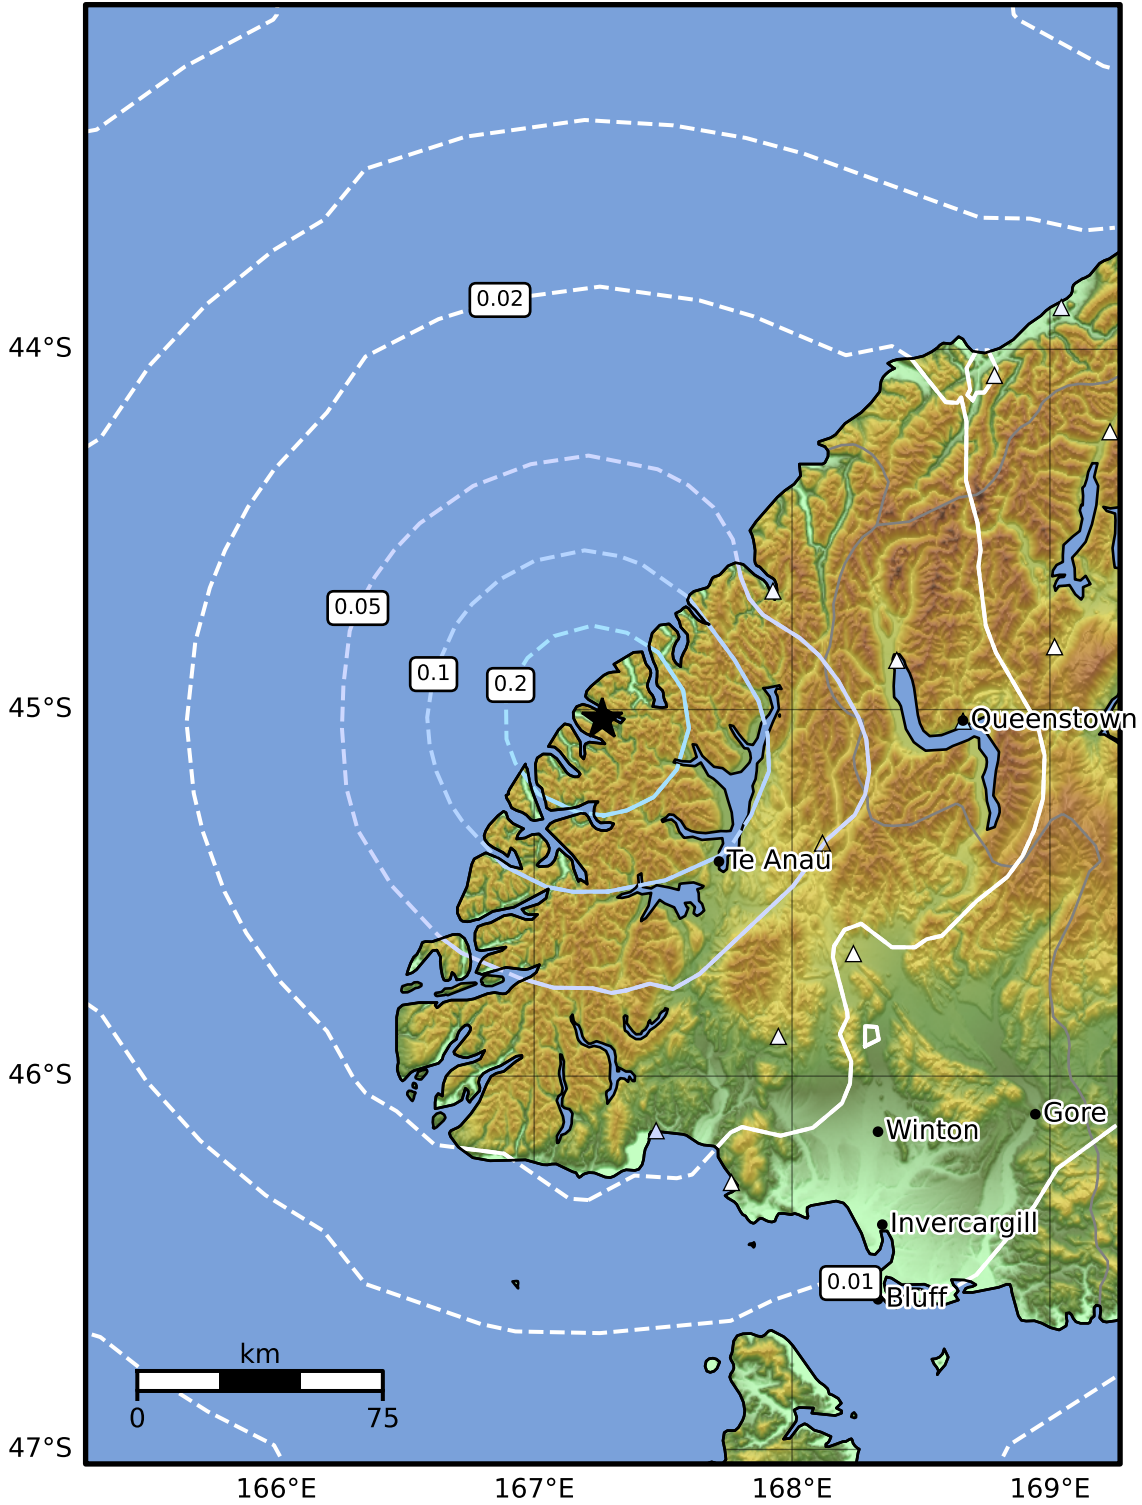 0.02
44°S
0.05
0.1
0.2
45°S
Queenstown
Te Anau
46°S
Gore
Winton
Invercargill
0.01
Bluff
km
0 75
47°S
166°E 167°E 168°E 169°E